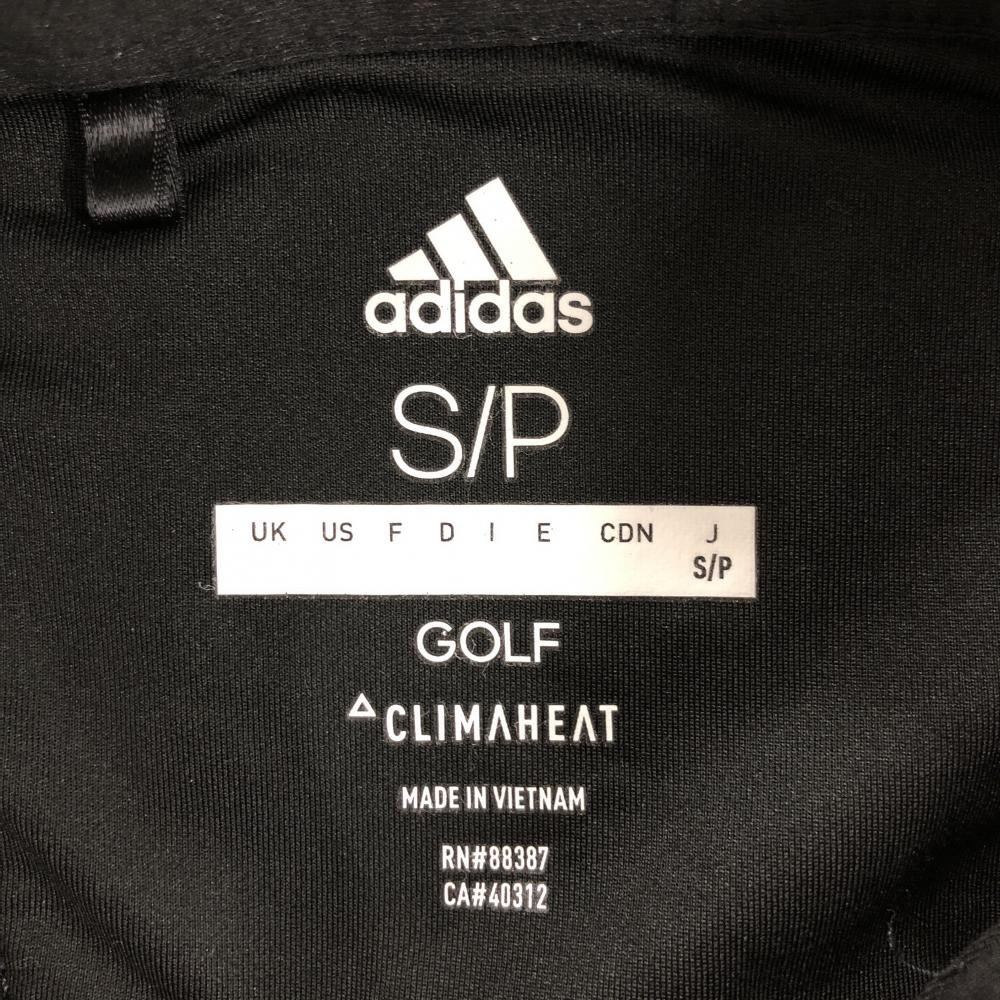 adidas
S/P
UK US F D I E CDN J
S/P
GOLF
CLIMAHEAT
MADE IN VIETNAM
RN#88387
CA#40312